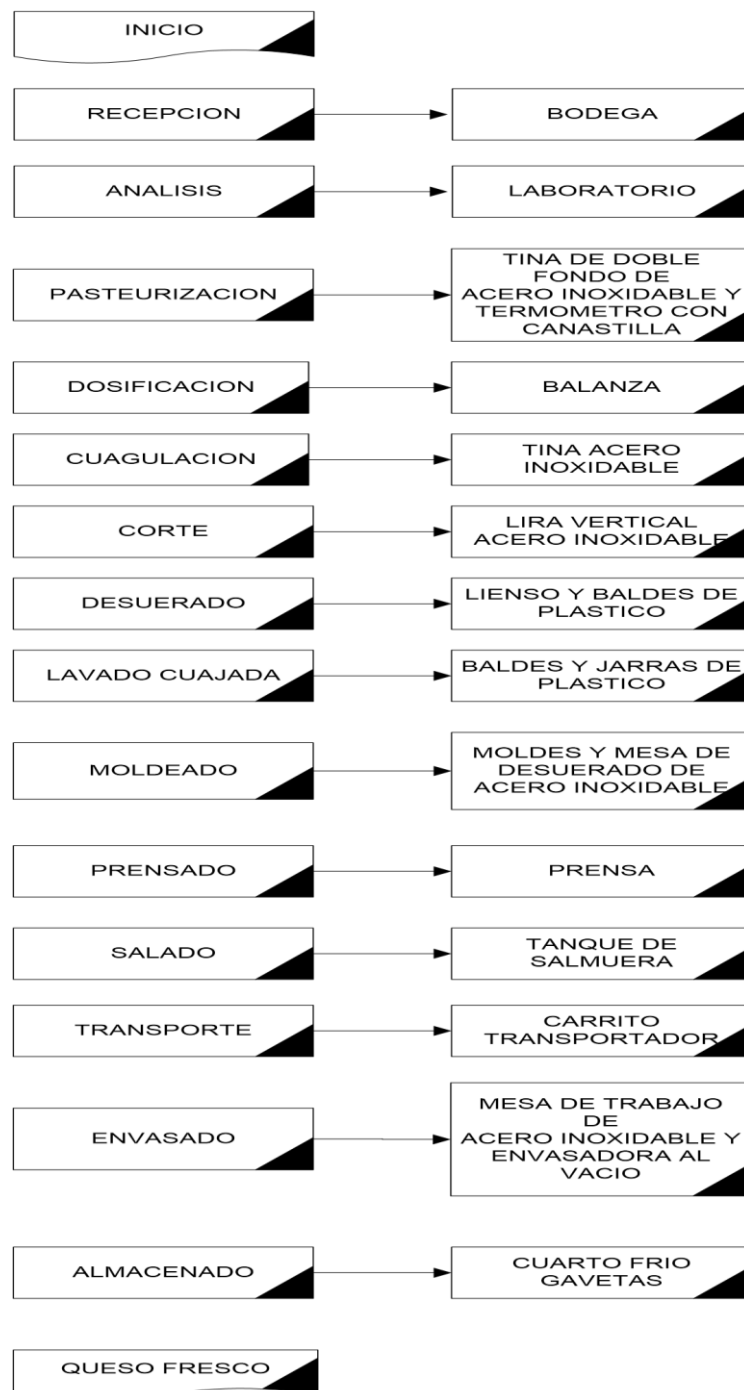 INICIO
RECEPCION
BODEGA
ANALISIS
LABORATORIO
PASTEURIZACION
TINA DE DOBLE
FONDO DE
ACERO INOXIDABLE Y
TERMOMETRO CON
CANASTILLA
DOSIFICACION
BALANZA
CUAGULACION
TINA ACERO
INOXIDABLE
CORTE
LIRA VERTICAL
ACERO INOXIDABLE
DESUERADO
LIENSO Y BALDES DE
PLASTICO
LAVADO CUAJADA
BALDES Y JARRAS DE
PLASTICO
MOLDEADO
MOLDES Y MESA DE
DESUERADO DE
ACERO INOXIDABLE
PRENSADO
PRENSA
SALADO
TANQUE DE
SALMUERA
TRANSPORTE
CARRITO
TRANSPORTADOR
ENVASADO
MESA DE TRABAJO
DE
ACERO INOXIDABLE Y
ENVASADORA AL
VACIO
ALMACENADO
CUARTO FRIO
GAVETAS
QUESO FRESCO